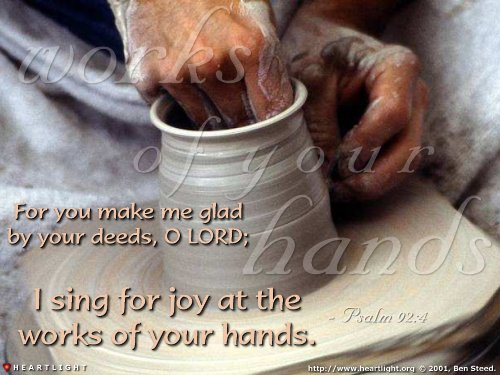 works
of your
hands
For you make me glad
by your deeds, O LORD;
I sing for joy at the
works of your hands.
- Psalm 92:4
HEARTLIGHT
http://www.heartlight.org © 2001, Ben Steed.